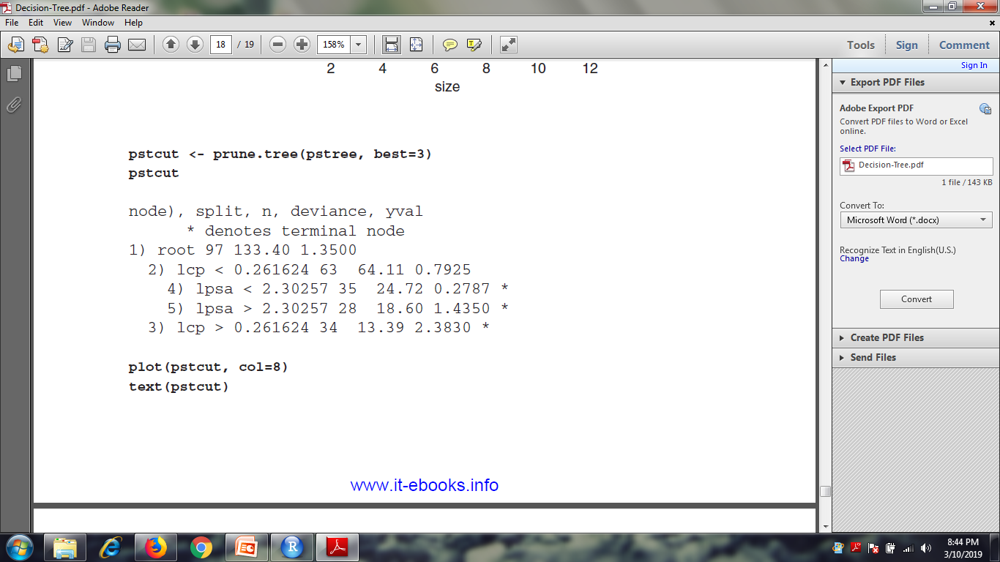 Decision-Tree.pdf - Adobe Reader
File Edit View Window Help
18 / 19 158% Tools Sign Comment
Sign In
Export PDF Files
Adobe Export PDF
Convert PDF files to Word or Excel
online.
Select PDF File:
Decision-Tree.pdf
1 file / 143 KB
Convert To:
Microsoft Word (*.docx)
Recognize Text in English(U.S.)
Change
Convert
Create PDF Files
Send Files
2 4 6 8 10 12
size
pstcut <- prune.tree(pstree, best=3)
pstcut
node), split, n, deviance, yval
* denotes terminal node
1) root 97 133.40 1.3500
2) lcp < 0.261624 63 64.11 0.7925
4) lpsa < 2.30257 35 24.72 0.2787 *
5) lpsa > 2.30257 28 18.60 1.4350 *
3) lcp > 0.261624 34 13.39 2.3830 *
plot(pstcut, col=8)
text(pstcut)
www.it-ebooks.info
8:44 PM
3/10/2019